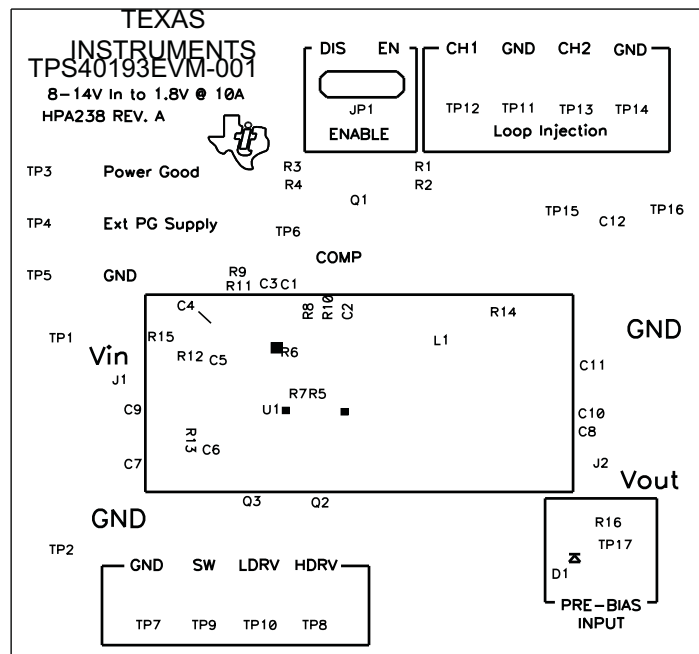 TEXAS
INSTRUMENTS
TPS40193EVM-001
8-14V In to 1.8V @ 10A
HPA238 REV. A
DIS EN
JP1
ENABLE
CH1 GND CH2 GND
TP12 TP11 TP13 TP14
Loop Injection
TP3 Power Good
R3 R1
R4 R2
Q1
TP15 TP16
C12
TP4 Ext PG Supply
TP6
COMP
TP5 GND
R9
R11 C3 C1
C4
R8 R10 C2
R14
GND
TP1
R15
L1
Vin
R12 C5
R6
C11
J1
R7 R5
C9
U1
C10
C8
R13 C6
C7
J2
Vout
Q3 Q2
GND
R16
TP17
TP2
D1
GND SW LDRV HDRV
PRE-BIAS
INPUT
TP7 TP9 TP10 TP8